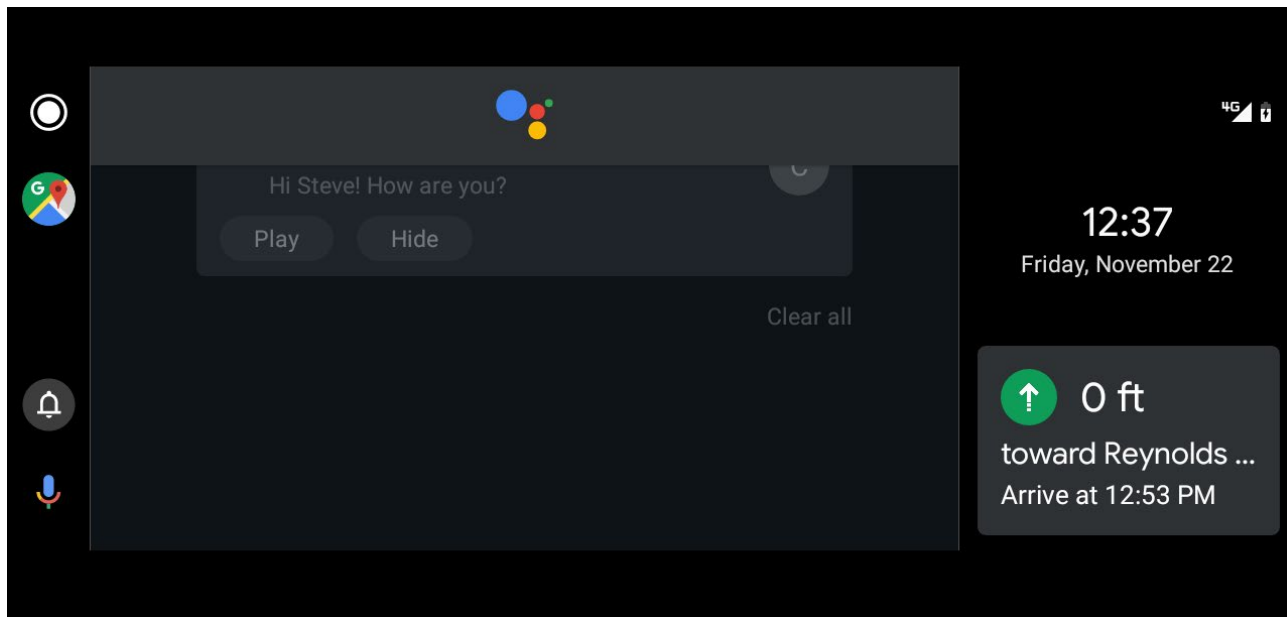 4G
G
C
Hi Steve! How are you?
Play Hide
Clear all
12:37
Friday, November 22
0 ft
toward Reynolds ...
Arrive at 12:53 PM